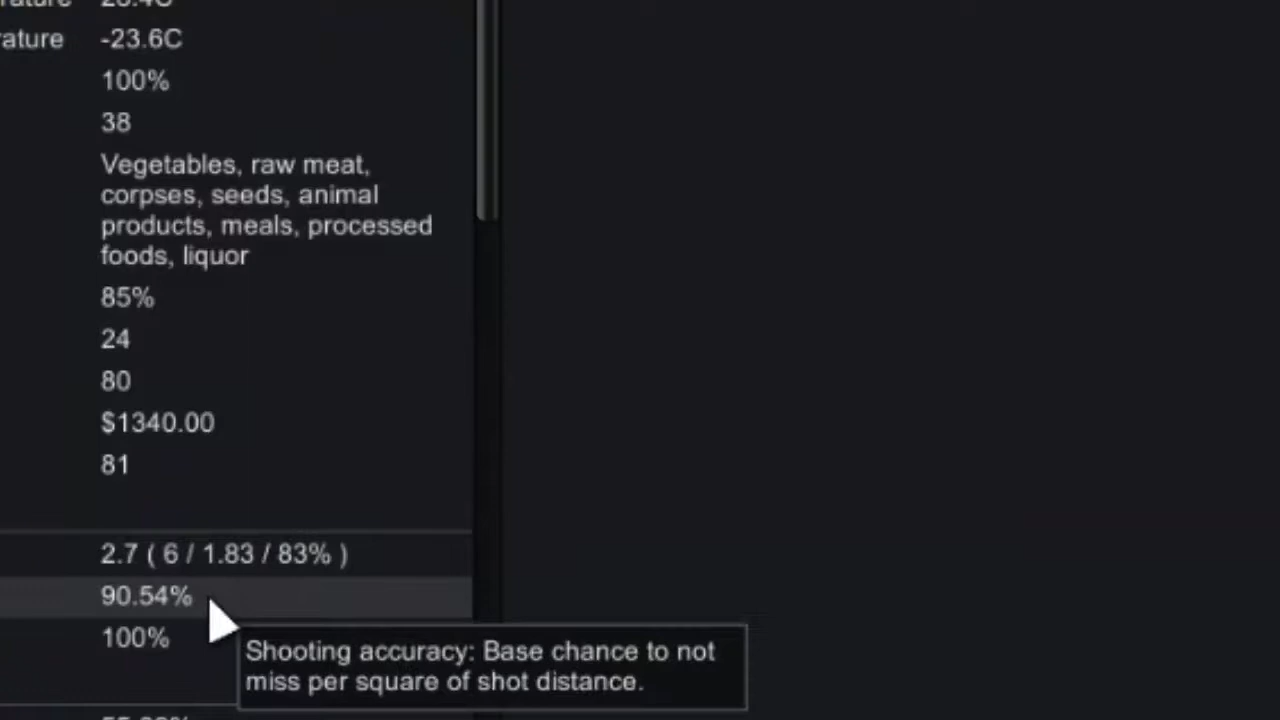 -23.6C
100%
38
Vegetables, raw meat,
corpses, seeds, animal
products, meals, processed
foods, liquor
85%
24
80
$1340.00
81
2.7 ( 6 / 1.83 / 83% )
90.54%
100%
Shooting accuracy: Base chance to not
miss per square of shot distance.